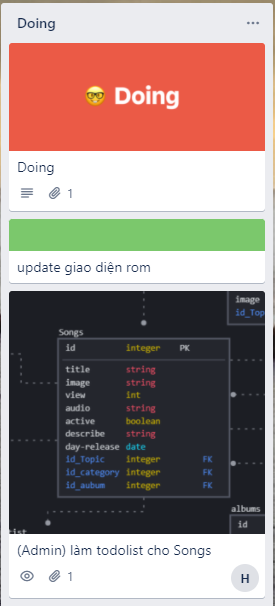 Doing
🤓 Doing
Doing
1
update giao diện rom
image
id_Top
Songs
id integer PK
title string
image string
view int
audio string
active boolean
describe string
day-release date
id_Topic integer FK
id_category integer FK
id_aubum integer FK
albums
id
tist
(Admin) làm todolist cho Songs
1
H